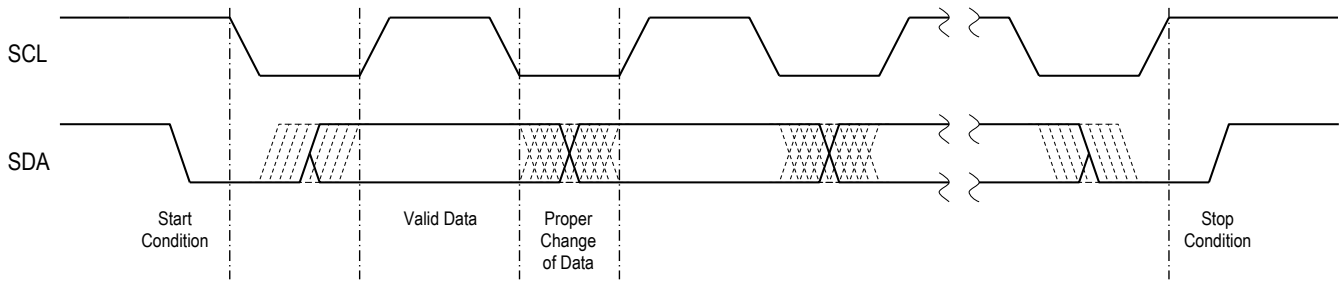 SCL
SDA
Start
Condition
Valid Data
Proper
Change
of Data
Stop
Condition